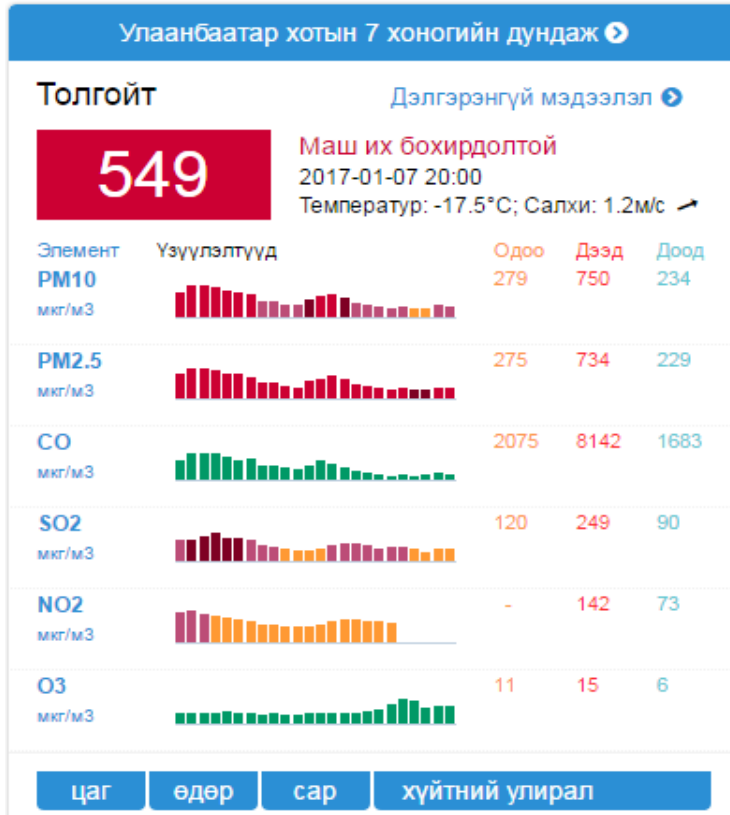 Улаанбаатар хотын 7 хоногийн дундаж
Толгойт
Дэлгэрэнгүй мэдээлэл
549
Маш их бохирдолтой
2017-01-07 20:00
Температур: -17.5°C; Салхи: 1.2м/с
Элемент Үзүүлэлтүүд Одоо Дээд Доод
PM10 279 750 234
мкг/м3
PM2.5 275 734 229
мкг/м3
CO 2075 8142 1683
мкг/м3
SO2 120 249 90
мкг/м3
NO2 - 142 73
мкг/м3
O3 11 15 6
мкг/м3
цаг өдөр сар хүйтний улирал